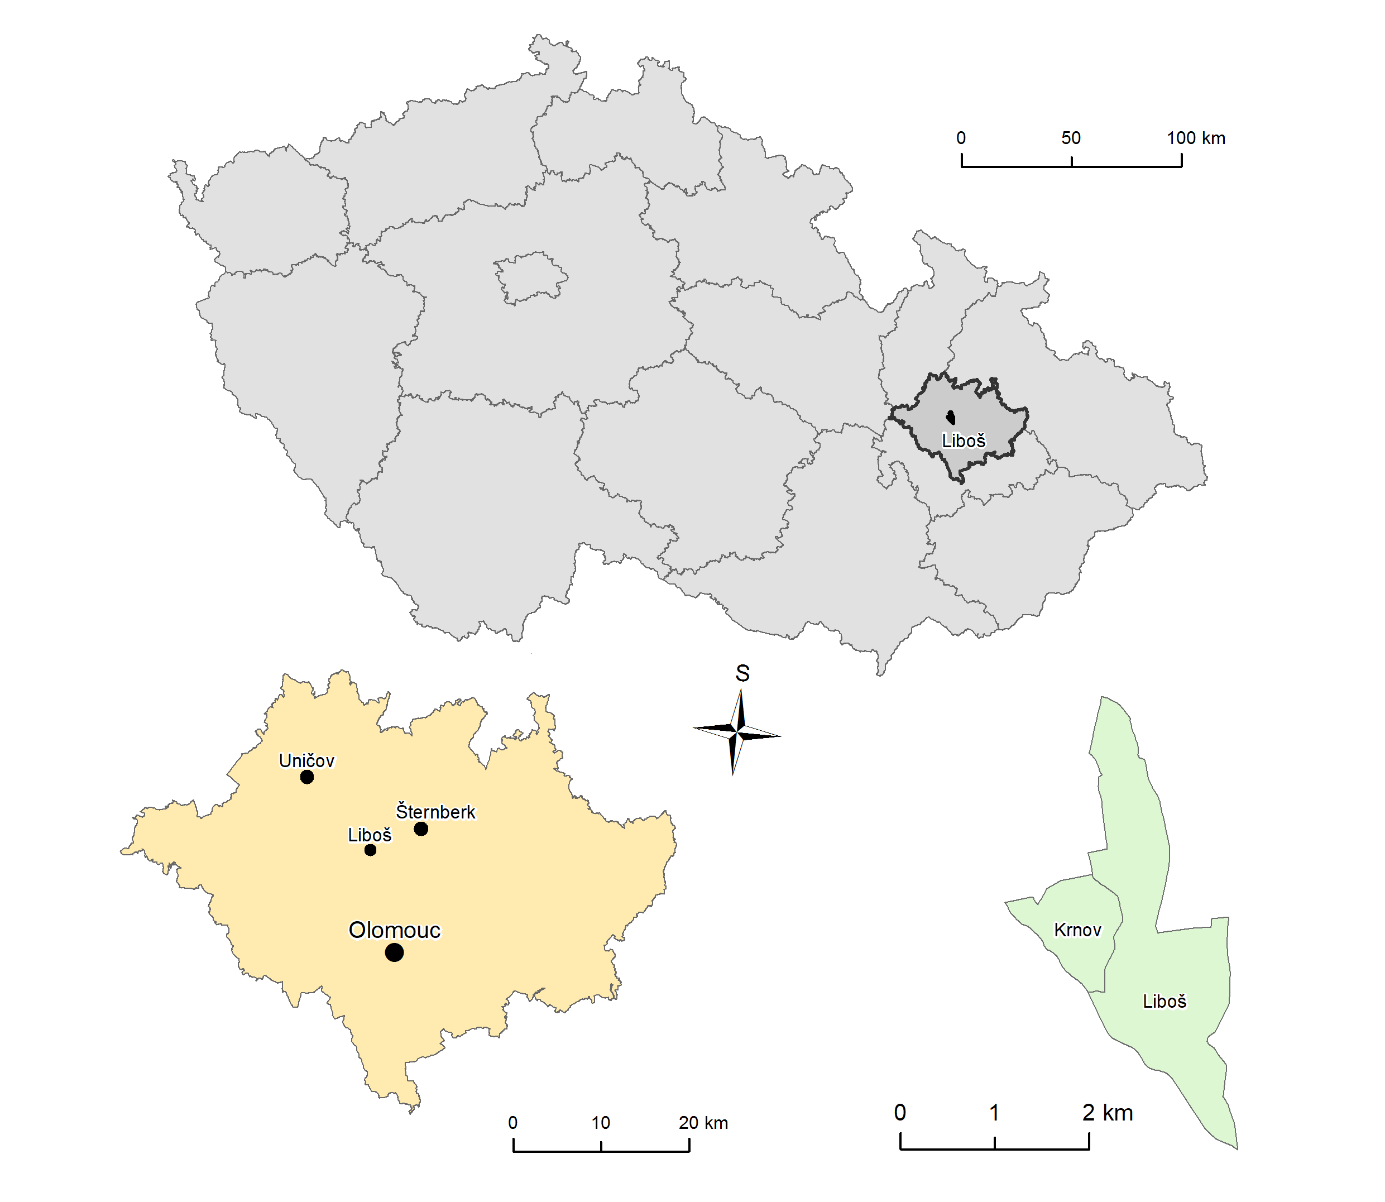 0 50 100 km
Liboš
S
Uničov
Šternberk
Liboš
Olomouc
Krnov
Liboš
0 10 20 km
0 1 2 km